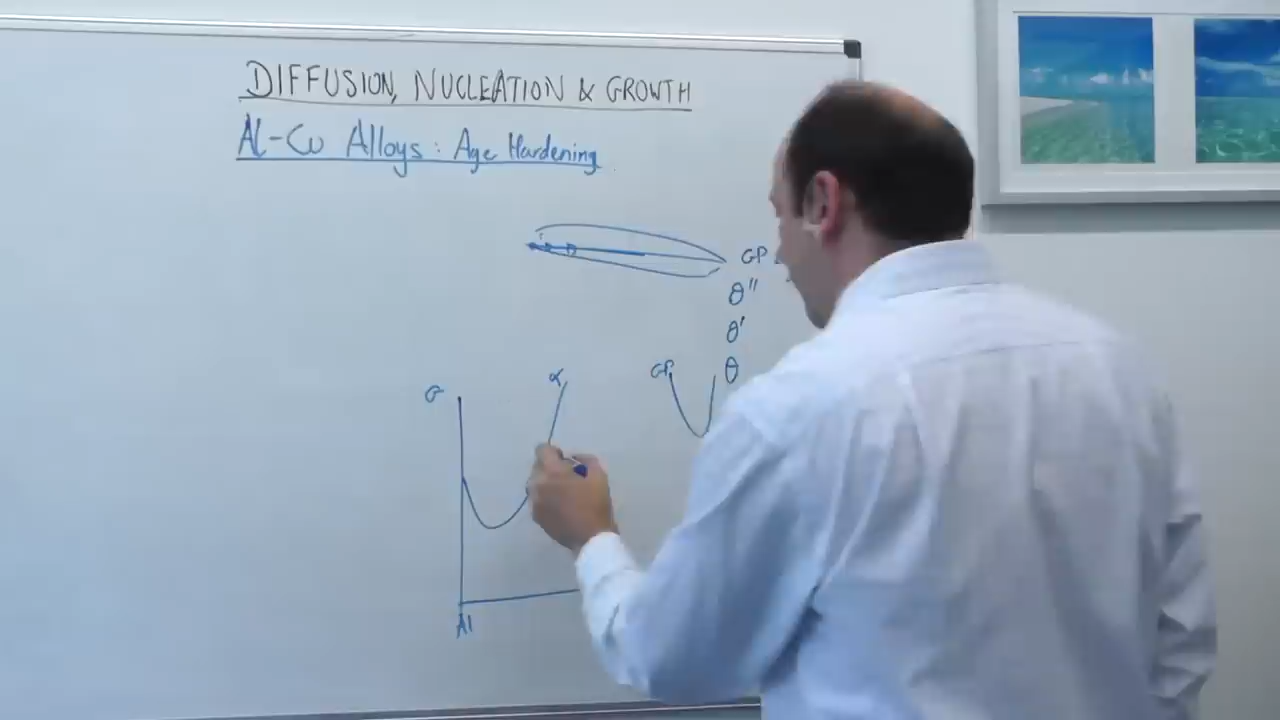 DIFFUSION, NUCLEATION & GROWTH
Al-Cu Alloys: Age Hardening
GP
θ"
θ'
θ
G
α
GP
Al